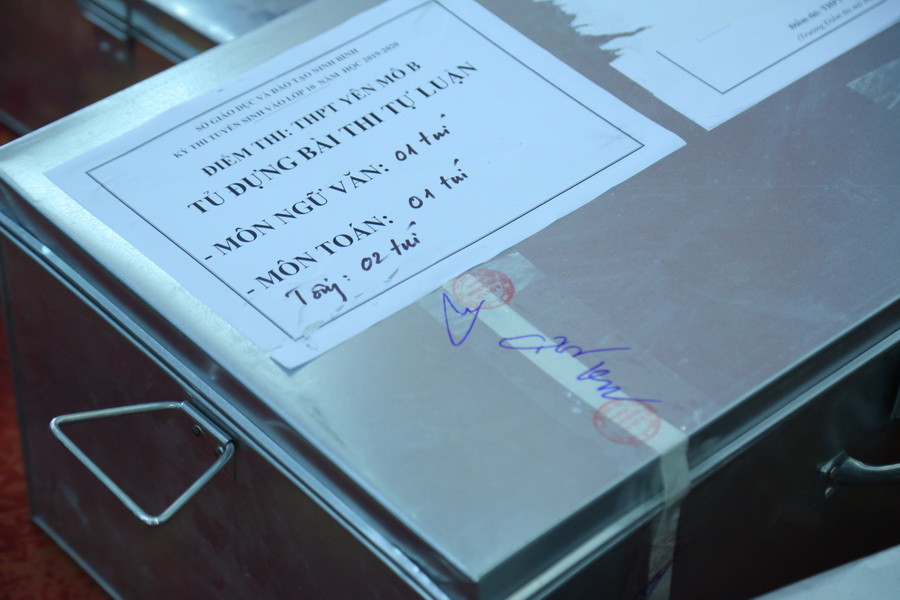 SỞ GIÁO DỤC VÀ ĐÀO TẠO NINH BÌNH
KỲ THI TUYỂN SINH VÀO LỚP 10 NĂM HỌC 2019-2020
ĐIỂM THI: THPT YÊN MÔ B
TỦ ĐỰNG BÀI THI TỰ LUẬN
- MÔN NGỮ VĂN: 01 túi
- MÔN TOÁN: 01 túi
Tổng: 02 túi